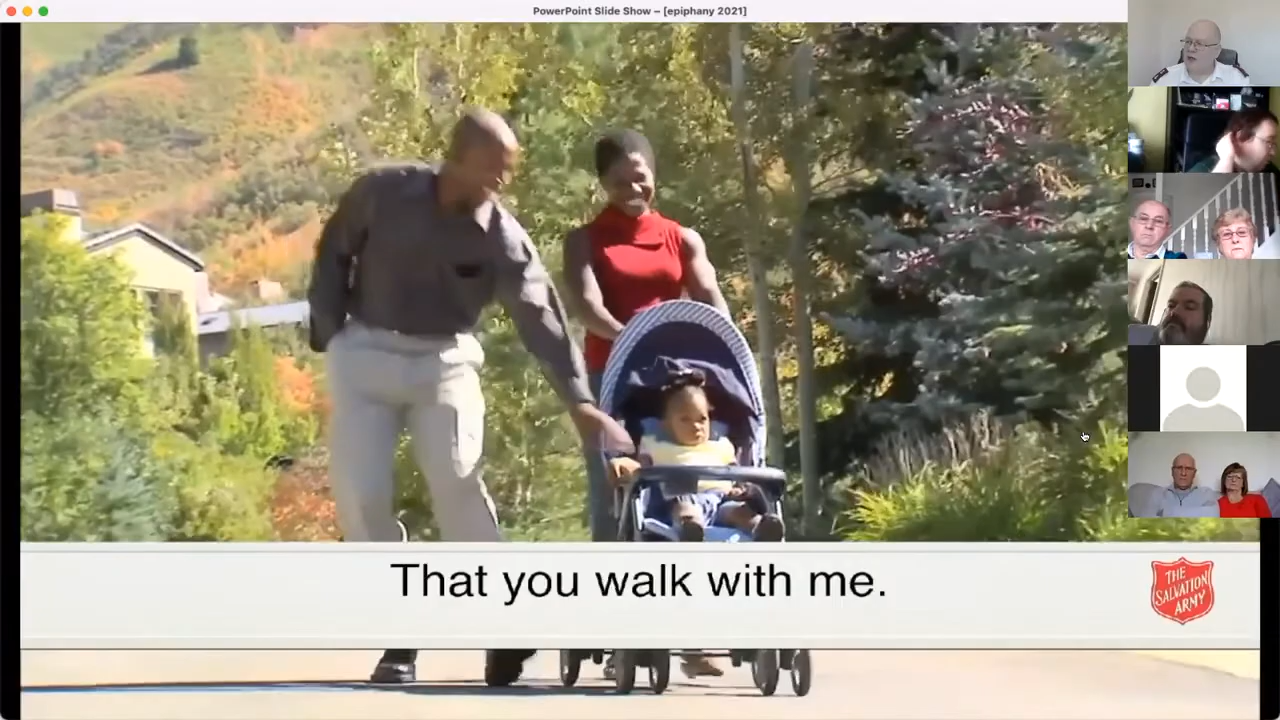 PowerPoint Slide Show – [epiphany 2021]
That you walk with me.
THE
SALVATION
ARMY